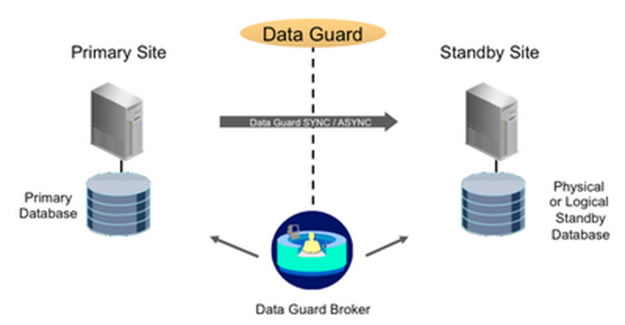 Data Guard
Primary Site
Standby Site
Data Guard SYNC / ASYNC
Primary
Database
Physical
or Logical
Standby
Database
Data Guard Broker